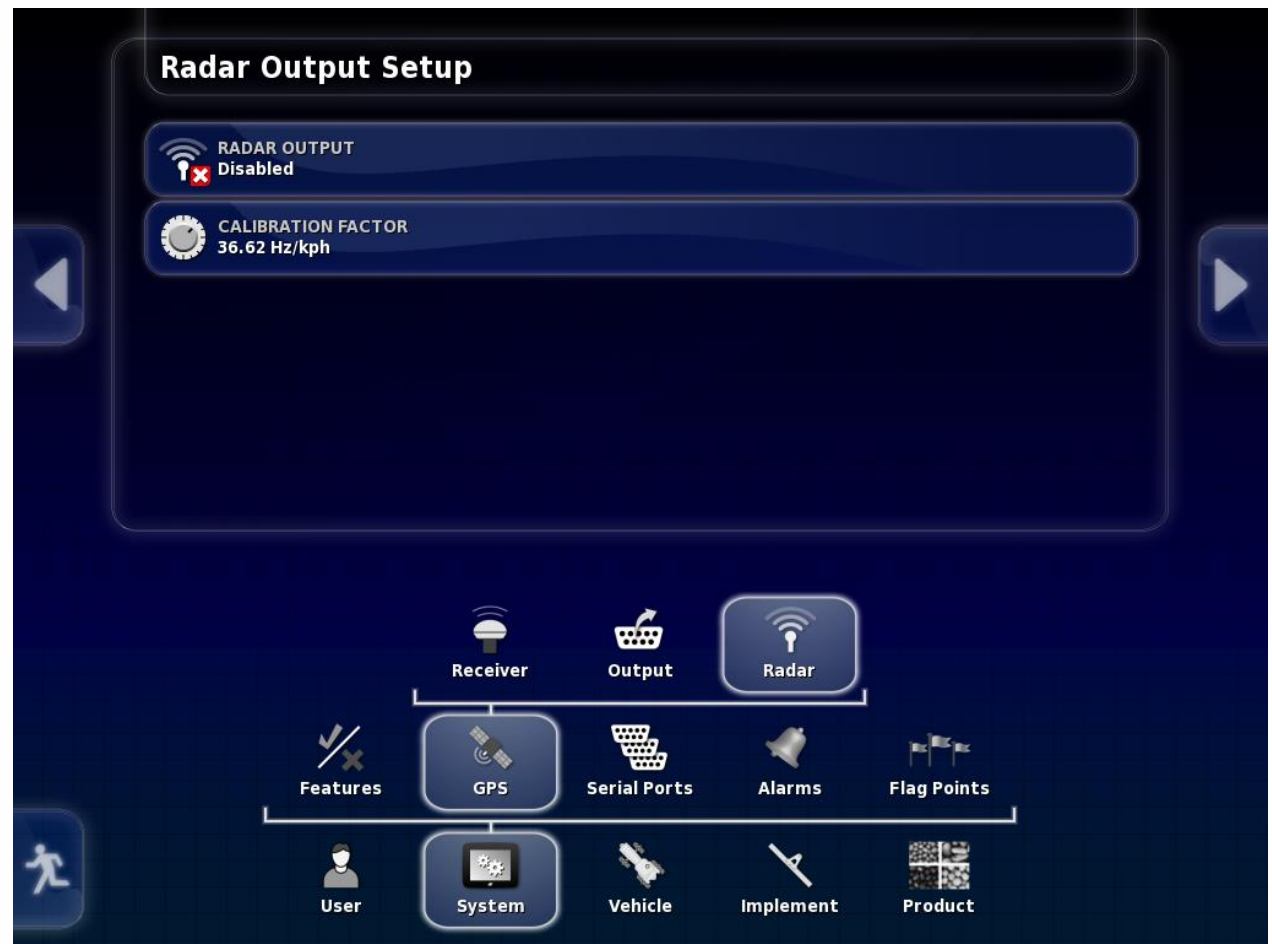 Radar Output Setup
RADAR OUTPUT
Disabled
CALIBRATION FACTOR
36.62 Hz/kph
Receiver
Output
Radar
Features
GPS
Serial Ports
Alarms
Flag Points
User
System
Vehicle
Implement
Product